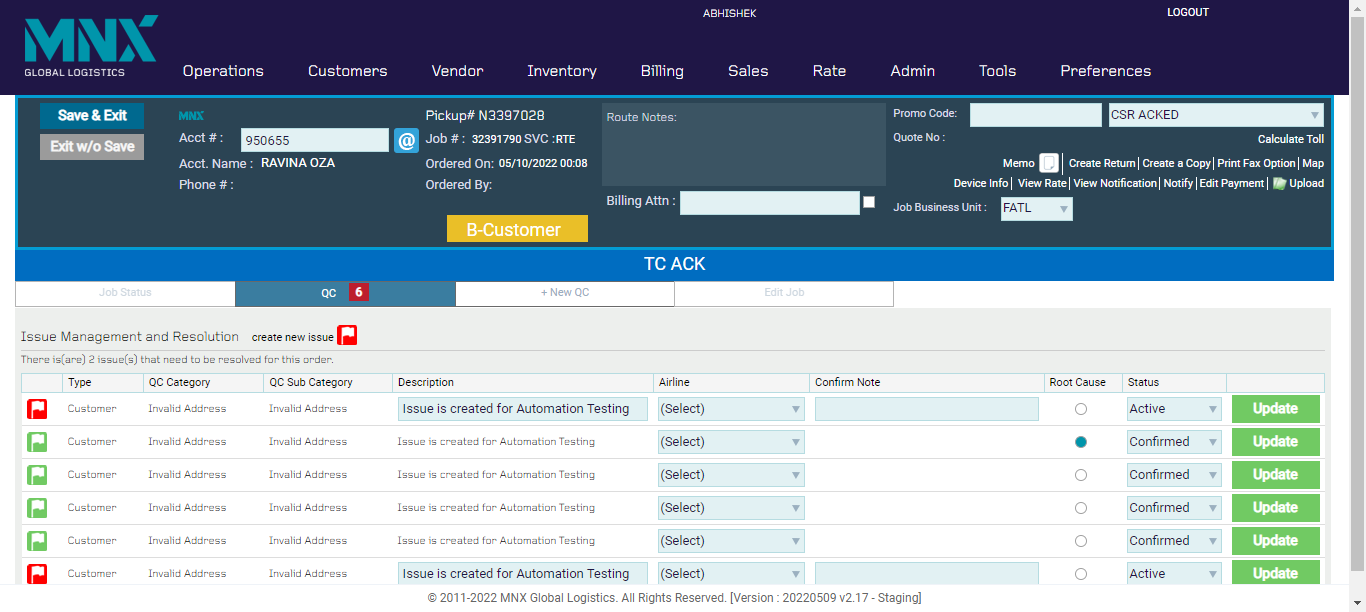 ABHISHEK
LOGOUT
MNX
GLOBAL LOGISTICS
Operations Customers Vendor Inventory Billing Sales Rate Admin Tools Preferences
Save & Exit
Exit w/o Save
MNX
Acct # : 950655 @
Acct. Name : RAVINA OZA
Phone # :
Pickup# N3397028
Job # : 32391790 SVC : RTE
Ordered On: 05/10/2022 00:08
Ordered By:
B-Customer
Route Notes:
Billing Attn :
Promo Code: CSR ACKED
Quote No : Calculate Toll
Memo | Create Return | Create a Copy | Print Fax Option | Map
Device Info | View Rate | View Notification | Notify | Edit Payment | Upload
Job Business Unit : FATL
TC ACK
Job Status QC 6 + New QC Edit Job
Issue Management and Resolution create new issue
There is(are) 2 issue(s) that need to be resolved for this order.
Type QC Category QC Sub Category Description Airline Confirm Note Root Cause Status
Customer Invalid Address Invalid Address Issue is created for Automation Testing (Select) Active Update
Customer Invalid Address Invalid Address Issue is created for Automation Testing (Select) Confirmed Update
Customer Invalid Address Invalid Address Issue is created for Automation Testing (Select) Confirmed Update
Customer Invalid Address Invalid Address Issue is created for Automation Testing (Select) Confirmed Update
Customer Invalid Address Invalid Address Issue is created for Automation Testing (Select) Confirmed Update
Customer Invalid Address Invalid Address Issue is created for Automation Testing (Select) Active Update
© 2011-2022 MNX Global Logistics. All Rights Reserved. [Version : 20220509 v2.17 - Staging]